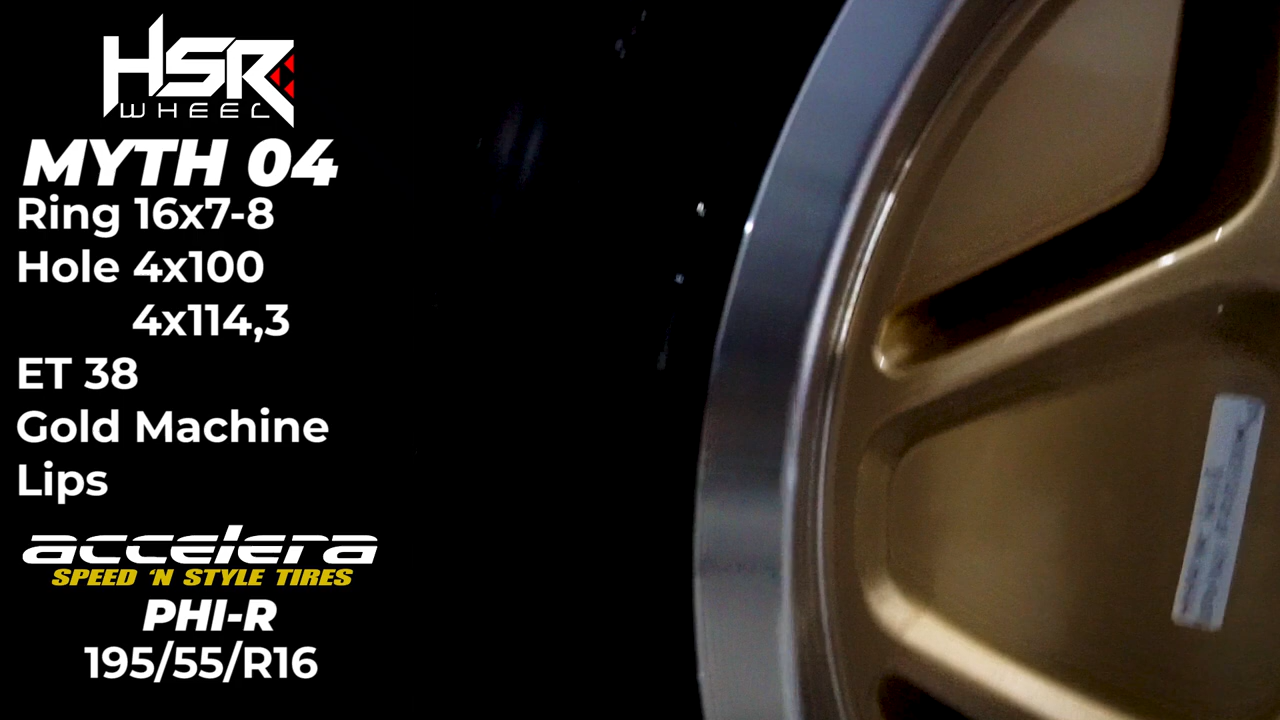 HSR
WHEEL
MYTH 04
Ring 16x7-8
Hole 4x100
4x114,3
ET 38
Gold Machine
Lips
accelera
SPEED 'N STYLE TIRES
PHI-R
195/55/R16